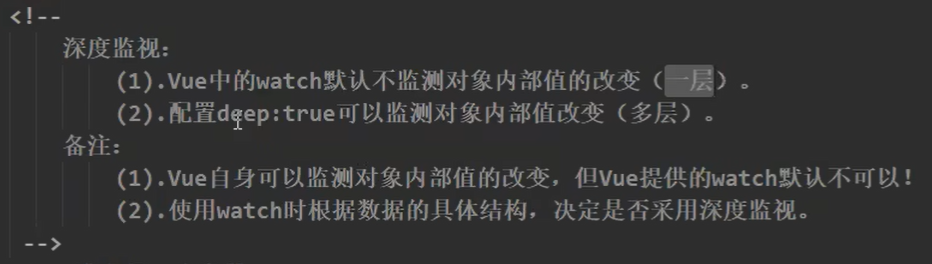 <!--
深度监视：
(1).Vue中的watch默认不监测对象内部值的改变（一层）。
(2).配置deep:true可以监测对象内部值改变（多层）。
备注：
(1).Vue自身可以监测对象内部值的改变，但Vue提供的watch默认不可以！
(2).使用watch时根据数据的具体结构，决定是否采用深度监视。
-->